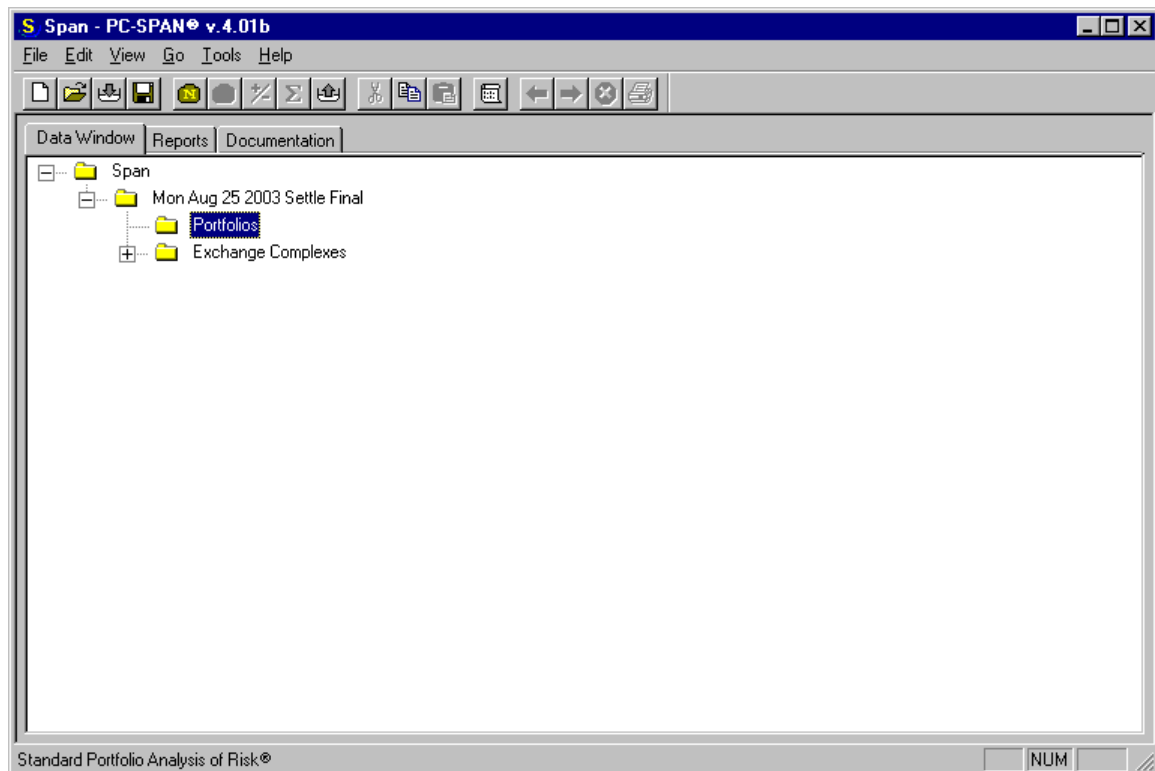 S Span - PC-SPAN® v.4.01b
File Edit View Go Tools Help
N Σ
Data Window Reports Documentation
Span
Mon Aug 25 2003 Settle Final
Portfolios
Exchange Complexes
Standard Portfolio Analysis of Risk® NUM